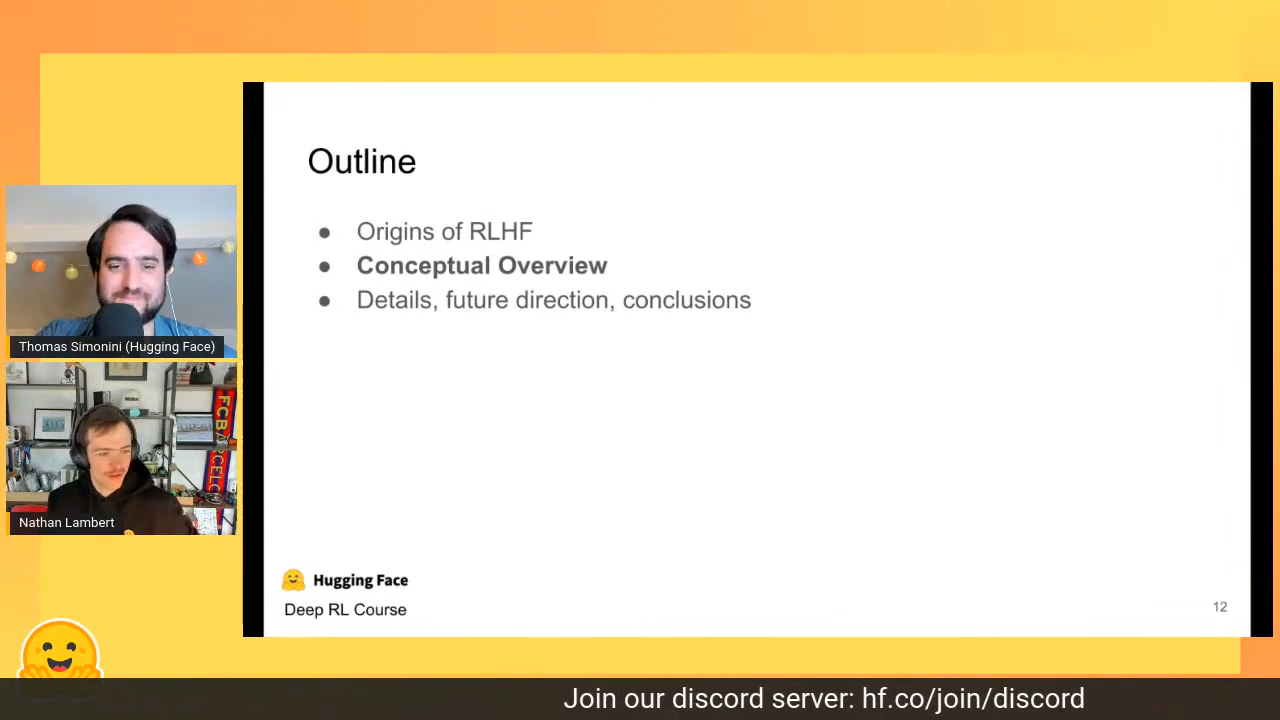 Outline
● Origins of RLHF
● Conceptual Overview
● Details, future direction, conclusions
Thomas Simonini (Hugging Face)
FCBARCELO
Nathan Lambert
Hugging Face
Deep RL Course
12
Join our discord server: hf.co/join/discord